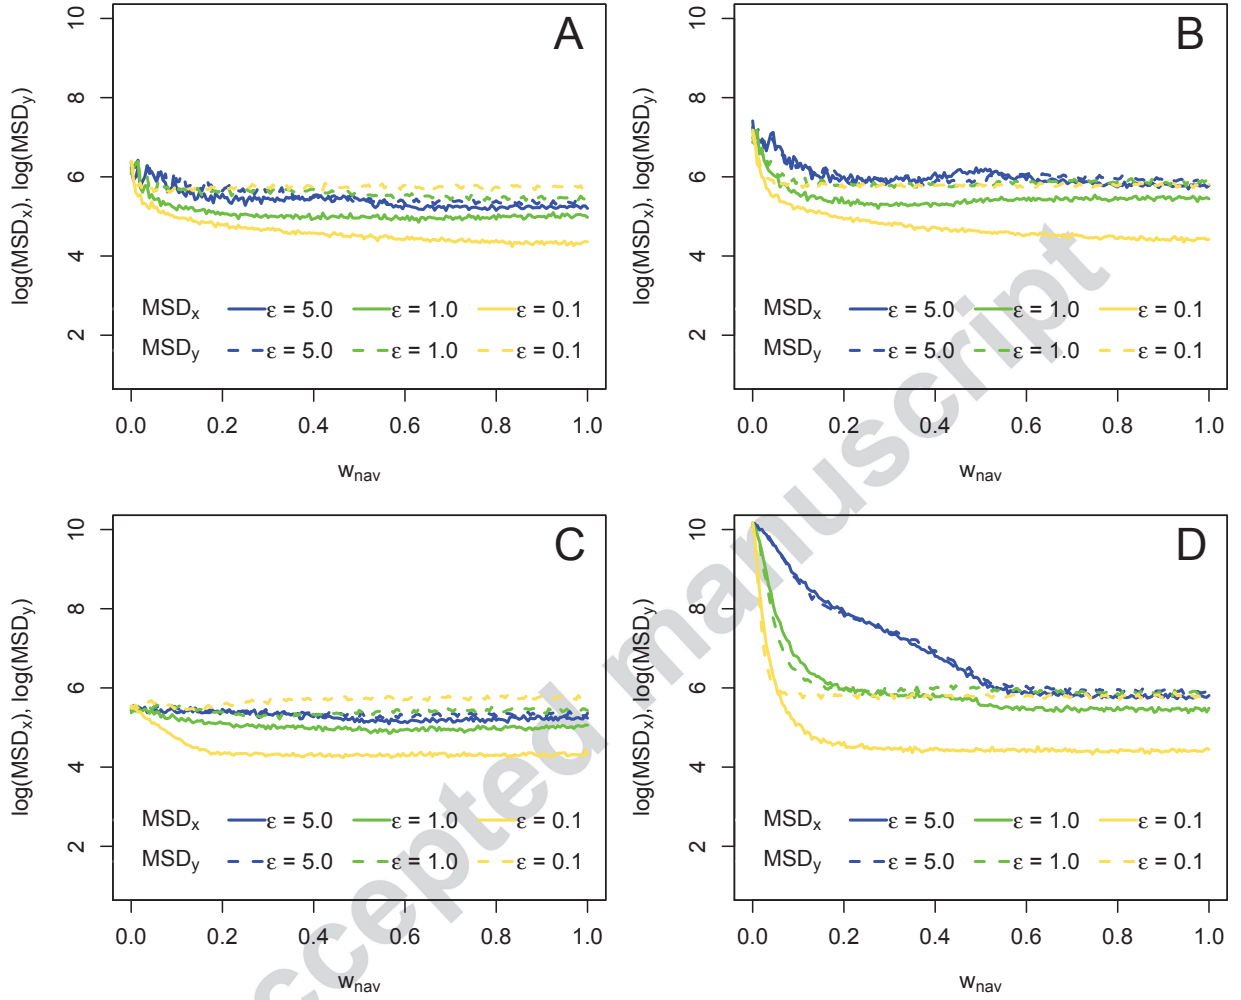 A
log(MSDx), log(MSDy)
10
8
6
4
2
MSDx ε = 5.0 ε = 1.0 ε = 0.1
MSDy ε = 5.0 ε = 1.0 ε = 0.1
0.0 0.2 0.4 0.6 0.8 1.0
wnav
B
log(MSDx), log(MSDy)
10
8
6
4
2
MSDx ε = 5.0 ε = 1.0 ε = 0.1
MSDy ε = 5.0 ε = 1.0 ε = 0.1
0.0 0.2 0.4 0.6 0.8 1.0
wnav
C
log(MSDx), log(MSDy)
10
8
6
4
2
MSDx ε = 5.0 ε = 1.0 ε = 0.1
MSDy ε = 5.0 ε = 1.0 ε = 0.1
0.0 0.2 0.4 0.6 0.8 1.0
wnav
D
log(MSDx), log(MSDy)
10
8
6
4
2
MSDx ε = 5.0 ε = 1.0 ε = 0.1
MSDy ε = 5.0 ε = 1.0 ε = 0.1
0.0 0.2 0.4 0.6 0.8 1.0
wnav
ccepted manuscript